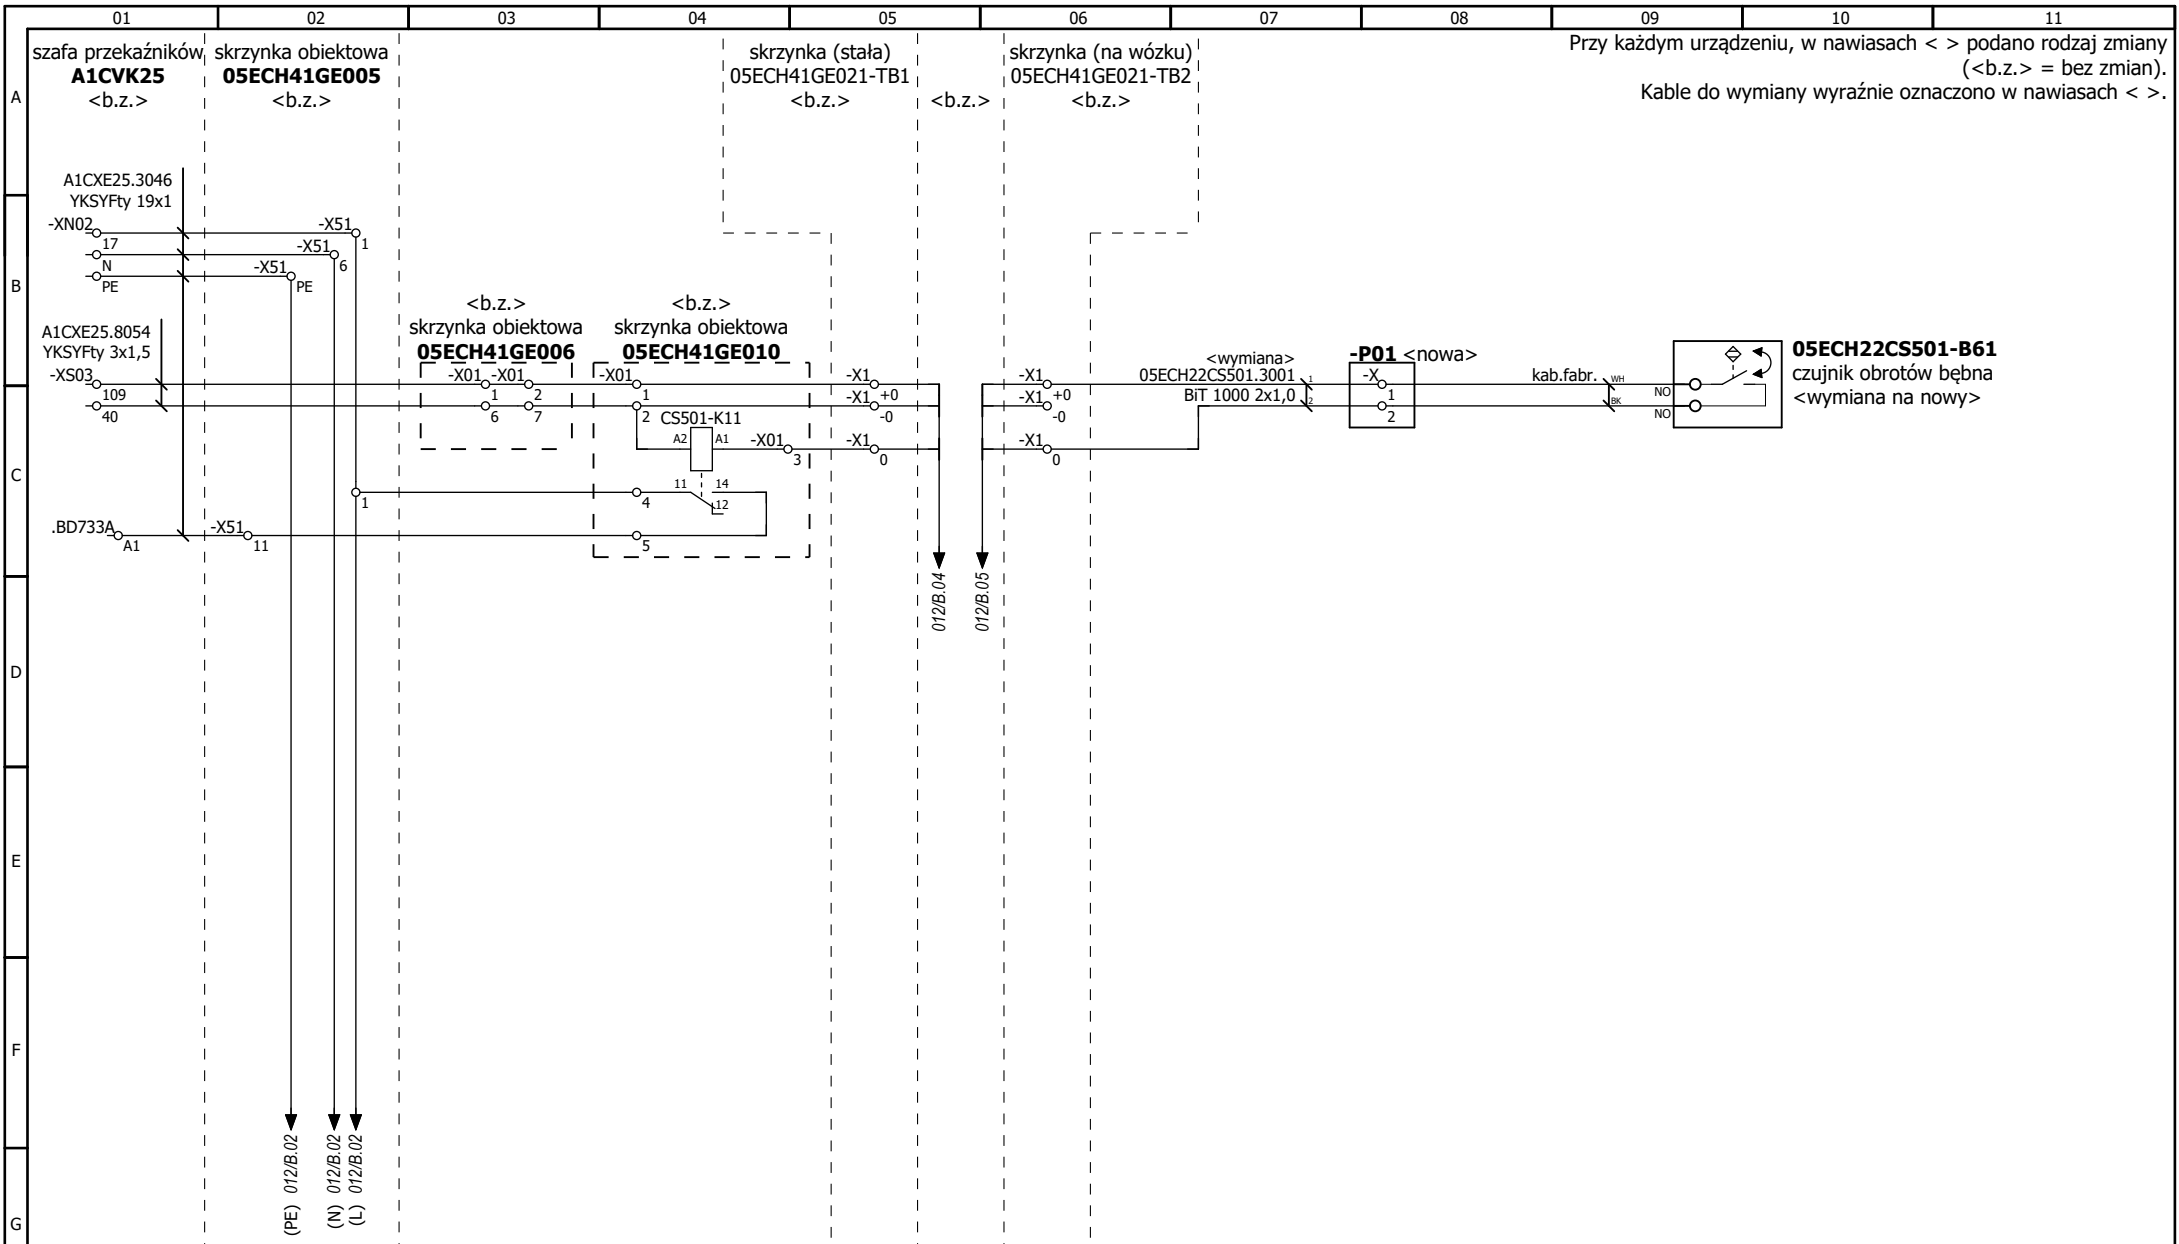 01 02 03 04 05 06 07 08 09 10 11
A
B
C
D
E
F
G
szafa przekaźników
A1CVK25
<b.z.>
skrzynka obiektowa
05ECH41GE005
<b.z.>
skrzynka (stała)
05ECH41GE021-TB1
<b.z.>
<b.z.>
skrzynka (na wózku)
05ECH41GE021-TB2
<b.z.>
Przy każdym urządzeniu, w nawiasach < > podano rodzaj zmiany
(<b.z.> = bez zmian).
Kable do wymiany wyraźnie oznaczono w nawiasach < >.
A1CXE25.3046
YKSYFty 19x1
-XN02
17
N
PE
-X51
1
-X51
6
-X51
PE
A1CXE25.8054
YKSYFty 3x1,5
-XS03
109
40
<b.z.>
skrzynka obiektowa
05ECH41GE006
-X01 -X01
1 2
6 7
<b.z.>
skrzynka obiektowa
05ECH41GE010
-X01
1
2
CS501-K11
A2 A1
-X01
3
11 14
12
4
5
1
.BD733A
A1
-X51
11
-X1
+0
-X1
-0
-X1
0
-X1
+0
-X1
-0
-X1
0
<wymiana>
05ECH22CS501.3001
BiT 1000 2x1,0
1
2
-P01 <nowa>
-X
1
2
kab.fabr.
WH
BK
NO
NO
05ECH22CS501-B61
czujnik obrotów bębna
<wymiana na nowy>
012/B.04
012/B.05
(PE) 012/B.02
(N) 012/B.02
(L) 012/B.02